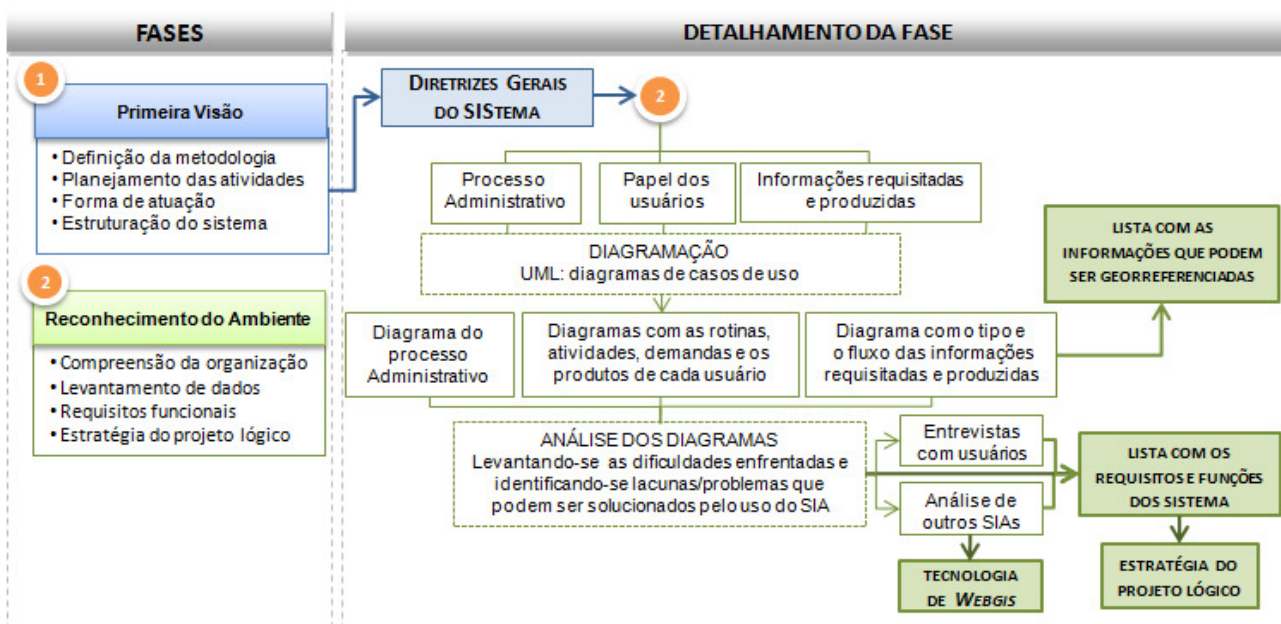 FASES
1
Primeira Visão
• Definição da metodologia
• Planejamento das atividades
• Forma de atuação
• Estruturação do sistema
2
Reconhecimento do Ambiente
• Compreensão da organização
• Levantamento de dados
• Requisitos funcionais
• Estratégia do projeto lógico
DETALHAMENTO DA FASE
DIRETRIZES GERAIS
DO SISTEMA
2
Processo
Administrativo
Papel dos
usuários
Informações requisitadas
e produzidas
DIAGRAMAÇÃO
UML: diagramas de casos de uso
Diagrama do
processo
Administrativo
Diagramas com as rotinas,
atividades, demandas e os
produtos de cada usuário
Diagrama com o tipo e
o fluxo das informações
requisitadas e produzidas
LISTA COM AS
INFORMAÇÕES QUE PODEM
SER GEORREFERENCIADAS
ANÁLISE DOS DIAGRAMAS
Levantando-se as dificuldades enfrentadas e
identificando-se lacunas/problemas que
podem ser solucionados pelo uso do SIA
Entrevistas
com usuários
Análise de
outros SIAs
LISTA COM OS
REQUISITOS E FUNÇÕES
DOS SISTEMA
TECNOLOGIA
DE WEBGIS
ESTRATÉGIA DO
PROJETO LÓGICO